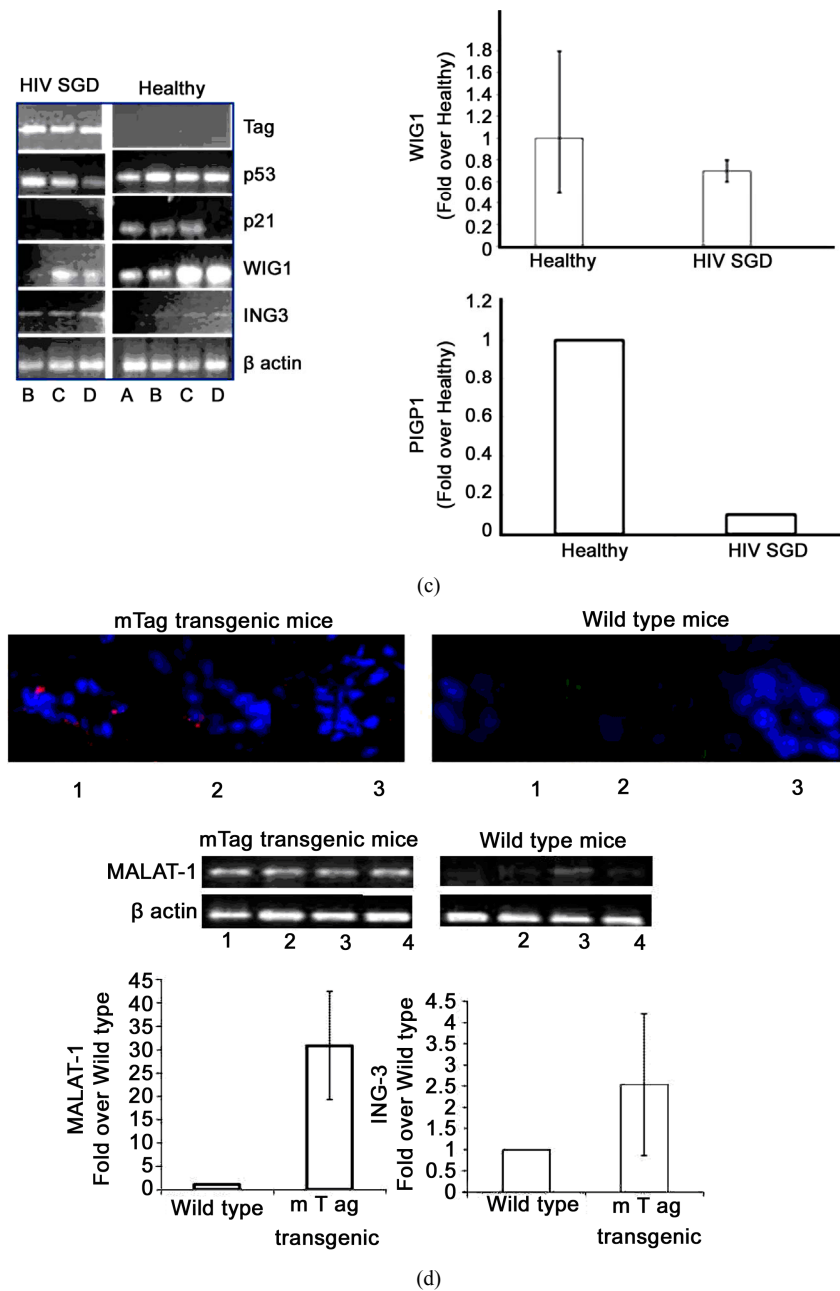 HIV SGD Healthy
Tag
p53
p21
WIG1
ING3
β actin
B C D A B C D
WIG1
(Fold over Healthy)
1.8
1.6
1.4
1.2
1
0.8
0.6
0.4
0.2
0
Healthy HIV SGD
PIGP1
(Fold over Healthy)
1.2
1
0.8
0.6
0.4
0.2
0
Healthy HIV SGD
(c)
mTag transgenic mice Wild type mice
1 2 3 1 2 3
mTag transgenic mice Wild type mice
MALAT-1
β actin
1 2 3 4 2 3 4
MALAT-1
Fold over Wild type
45
40
35
30
25
20
15
10
5
0
Wild type m T ag
transgenic
ING-3
Fold over Wild type
4.5
4
3.5
3
2.5
2
1.5
1
0.5
0
Wild type m T ag
transgenic
(d)